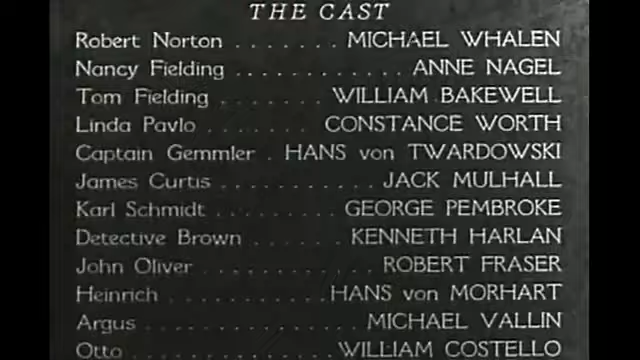 THE CAST
Robert Norton . . . . . . . MICHAEL WHALEN
Nancy Fielding . . . . . . . . . . . . ANNE NAGEL
Tom Fielding . . . . . . . . WILLIAM BAKEWELL
Linda Pavlo . . . . . . . CONSTANCE WORTH
Captain Gemmler . HANS von TWARDOWSKI
James Curtis . . . . . . . . . . . JACK MULHALL
Karl Schmidt . . . . . . . . . GEORGE PEMBROKE
Detective Brown . . . . . . KENNETH HARLAN
John Oliver . . . . . . . . . . . . ROBERT FRASER
Heinrich . . . . . . . . . . . . HANS von MORHART
Argus . . . . . . . . . . . . . . . MICHAEL VALLIN
Otto . . . . . . . . . . . . . . . WILLIAM COSTELLO